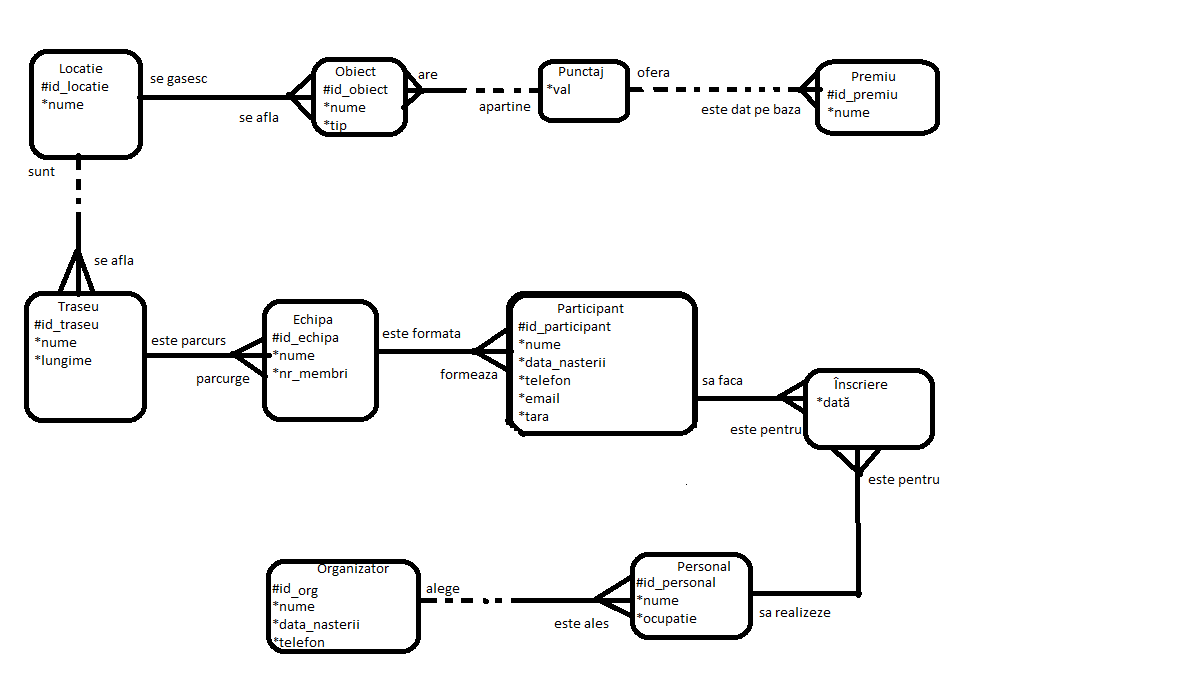 Locatie
#id_locatie
*nume
se gasesc
se afla
Obiect
#id_obiect
*nume
*tip
are
apartine
Punctaj
*val
ofera
este dat pe baza
Premiu
#id_premiu
*nume
sunt
se afla
Traseu
#id_traseu
*nume
*lungime
este parcurs
parcurge
Echipa
#id_echipa
*nume
*nr_membri
este formata
formeaza
Participant
#id_participant
*nume
*data_nasterii
*telefon
*email
*tara
sa faca
este pentru
Înscriere
*dată
este pentru
Organizator
#id_org
*nume
*data_nasterii
*telefon
alege
este ales
Personal
#id_personal
*nume
*ocupatie
sa realizeze